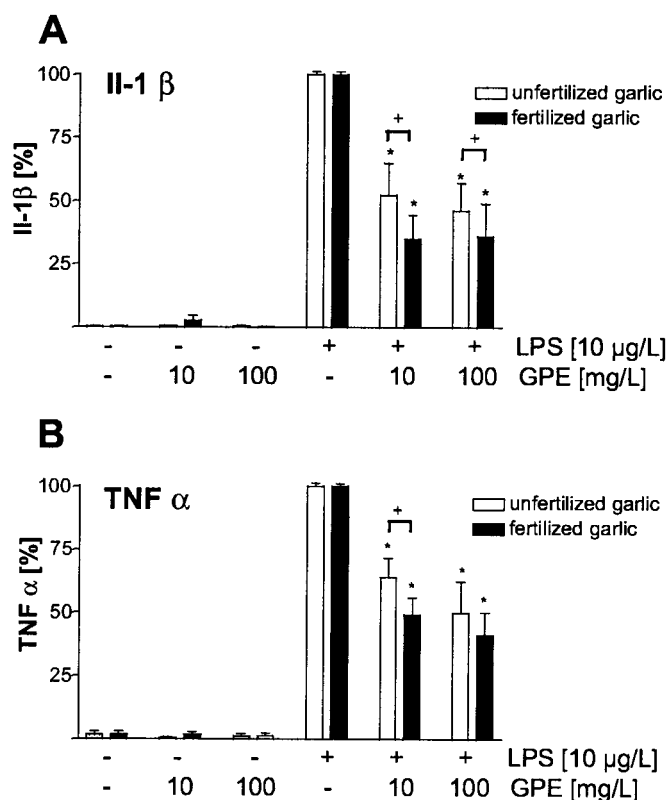 A
Il-1 β
100
75
50
25
Il-1β [%]
unfertilized garlic
fertilized garlic
+ +
* * * *
- - - + + + LPS [10 µg/L]
- 10 100 - 10 100 GPE [mg/L]
B
TNF α
100
75
50
25
TNF α [%]
unfertilized garlic
fertilized garlic
+
* * * *
- - - + + + LPS [10 µg/L]
- 10 100 - 10 100 GPE [mg/L]